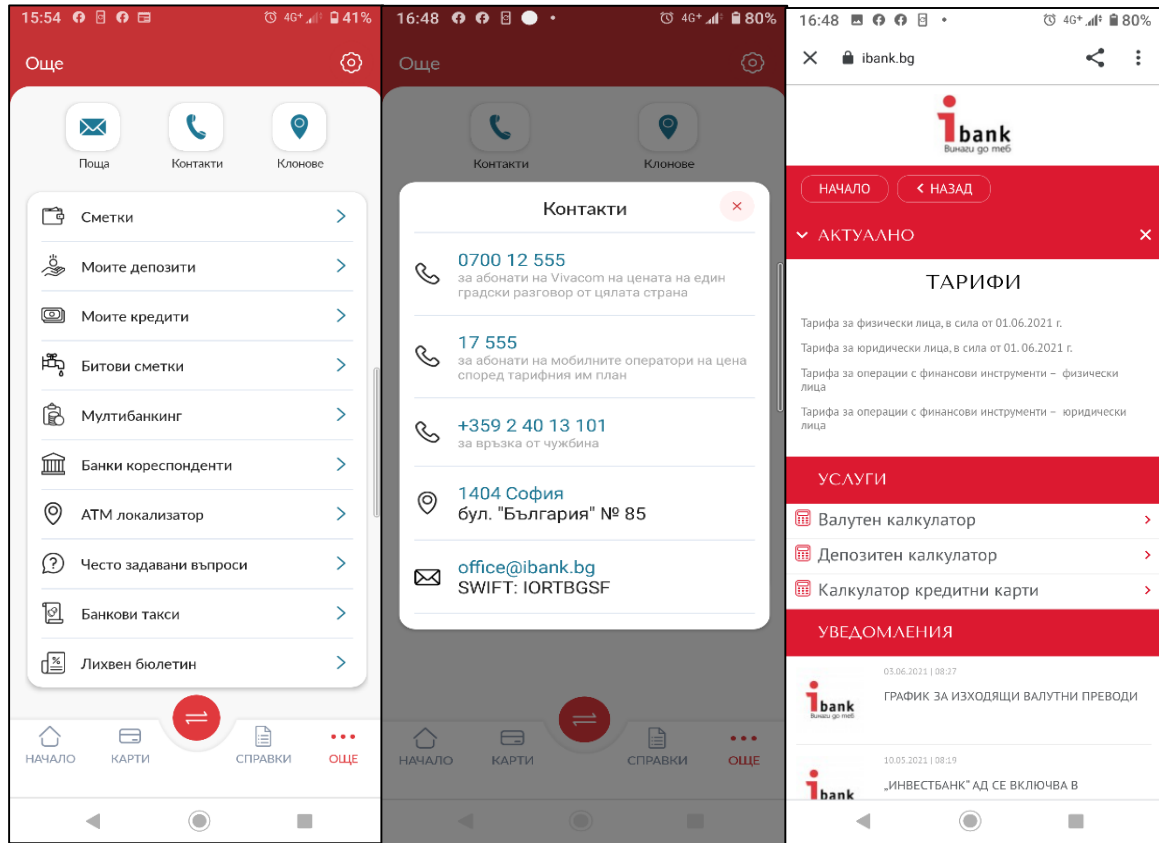 15:54 4G+ 41%
Още
Поща Контакти Клонове
Сметки
Моите депозити
Моите кредити
Битови сметки
Мултибанкинг
Банки кореспонденти
АТМ локализатор
Често задавани въпроси
Банкови такси
Лихвен бюлетин
НАЧАЛО КАРТИ СПРАВКИ ОЩЕ
16:48 4G+ 80%
Още
Контакти Клонове
Контакти
0700 12 555
за абонати на Vivacom на цената на един
градски разговор от цялата страна
17 555
за абонати на мобилните оператори на цена
според тарифния им план
+359 2 40 13 101
за връзка от чужбина
1404 София
бул. "България" № 85
office@ibank.bg
SWIFT: IORTBGSF
НАЧАЛО КАРТИ СПРАВКИ ОЩЕ
16:48 4G+ 80%
ibank.bg
ibank
Винаги до теб
НАЧАЛО НАЗАД
АКТУАЛНО
ТАРИФИ
Тарифа за физически лица, в сила от 01.06.2021 г.
Тарифа за юридически лица, в сила от 01. 06.2021 г.
Тарифа за операции с финансови инструменти – физически
лица
Тарифа за операции с финансови инструменти – юридически
лица
УСЛУГИ
Валутен калкулатор
Депозитен калкулатор
Калкулатор кредитни карти
УВЕДОМЛЕНИЯ
03.06.2021 | 08:27
ГРАФИК ЗА ИЗХОДЯЩИ ВАЛУТНИ ПРЕВОДИ
ibank
Винаги до теб
10.05.2021 | 08:19
„ИНВЕСТБАНК" АД СЕ ВКЛЮЧВА В
ibank